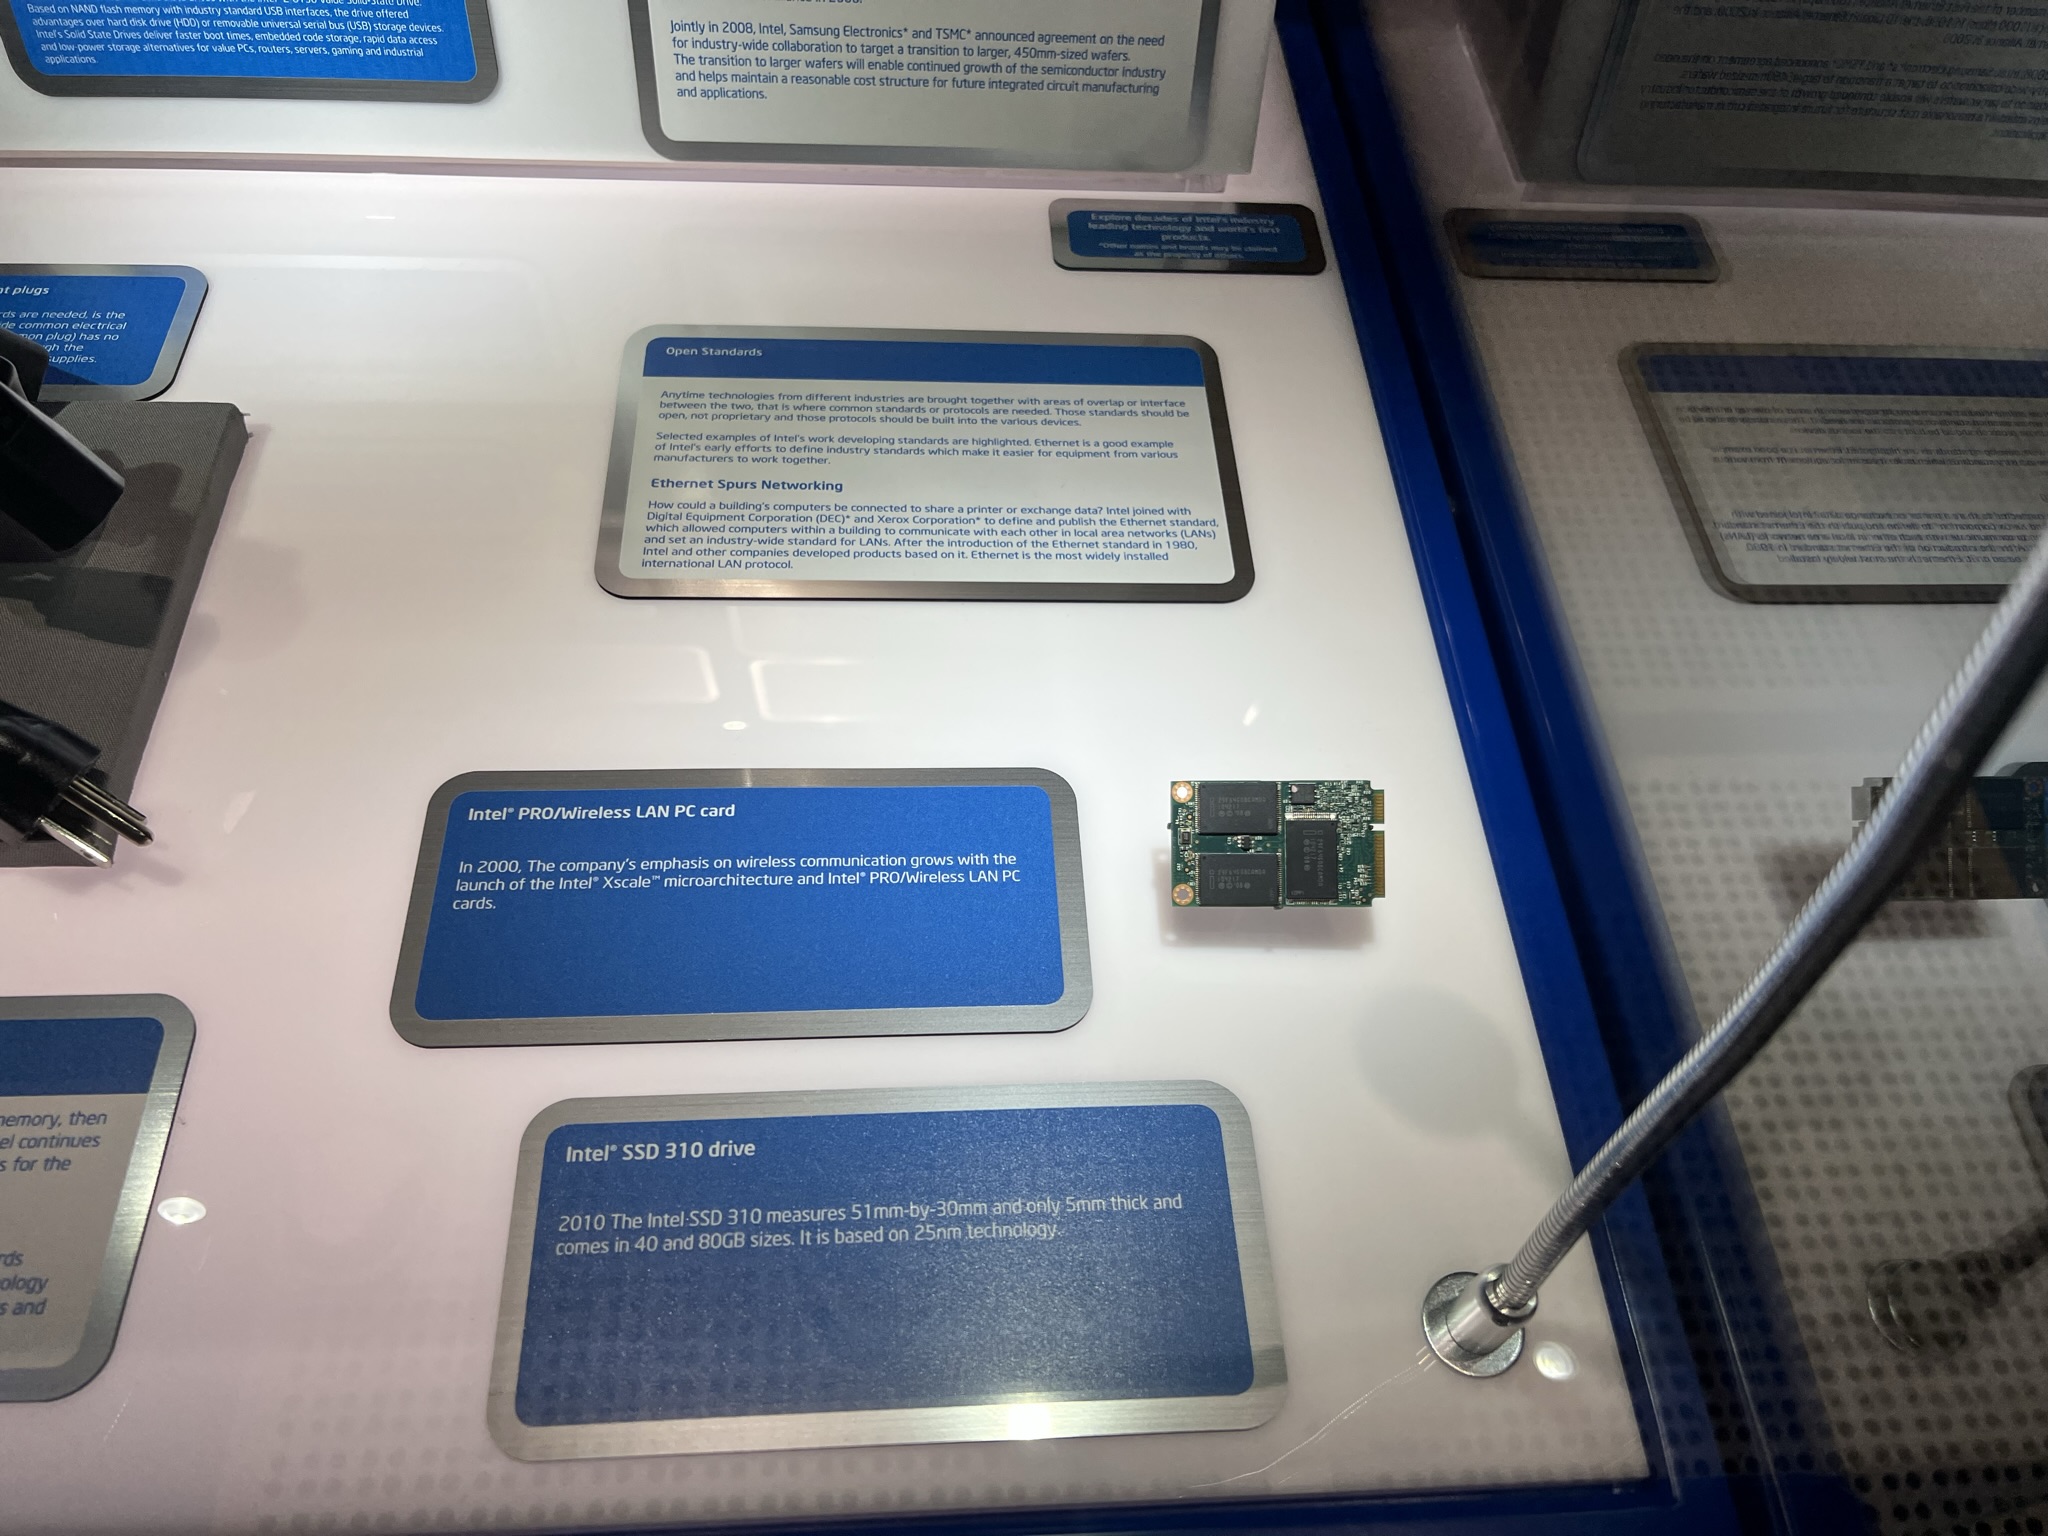 Based on NAND flash memory with industry standard USB interfaces, the drive offered
advantages over hard disk drive (HDD) or removable universal serial bus (USB) storage devices.
Intel's Solid State Drives deliver faster boot times, embedded code storage, rapid data access
and low-power storage alternatives for value PCs, routers, servers, gaming and industrial
applications.
Jointly in 2008, Intel, Samsung Electronics* and TSMC* announced agreement on the need
for industry-wide collaboration to target a transition to larger, 450mm-sized wafers.
The transition to larger wafers will enable continued growth of the semiconductor industry
and helps maintain a reasonable cost structure for future integrated circuit manufacturing
and applications.
Explore decades of Intel's industry
leading technology and world's first
products.
*Other names and brands may be claimed
as the property of others.
plugs
are needed, is the
common electrical
plug) has no
the
supplies.
Open Standards
Anytime technologies from different industries are brought together with areas of overlap or interface
between the two, that is where common standards or protocols are needed. Those standards should be
open, not proprietary and those protocols should be built into the various devices.
Selected examples of Intel's work developing standards are highlighted. Ethernet is a good example
of Intel's early efforts to define industry standards which make it easier for equipment from various
manufacturers to work together.
Ethernet Spurs Networking
How could a building's computers be connected to share a printer or exchange data? Intel joined with
Digital Equipment Corporation (DEC)* and Xerox Corporation* to define and publish the Ethernet standard,
which allowed computers within a building to communicate with each other in local area networks (LANs)
and set an industry-wide standard for LANs. After the introduction of the Ethernet standard in 1980,
Intel and other companies developed products based on it. Ethernet is the most widely installed
international LAN protocol.
Intel® PRO/Wireless LAN PC card
In 2000, The company's emphasis on wireless communication grows with the
launch of the Intel® Xscale™ microarchitecture and Intel® PRO/Wireless LAN PC
cards.
memory, then
continues
for the
and
Intel® SSD 310 drive
2010 The Intel SSD 310 measures 51mm-by-30mm and only 5mm thick and
comes in 40 and 80GB sizes. It is based on 25nm technology.